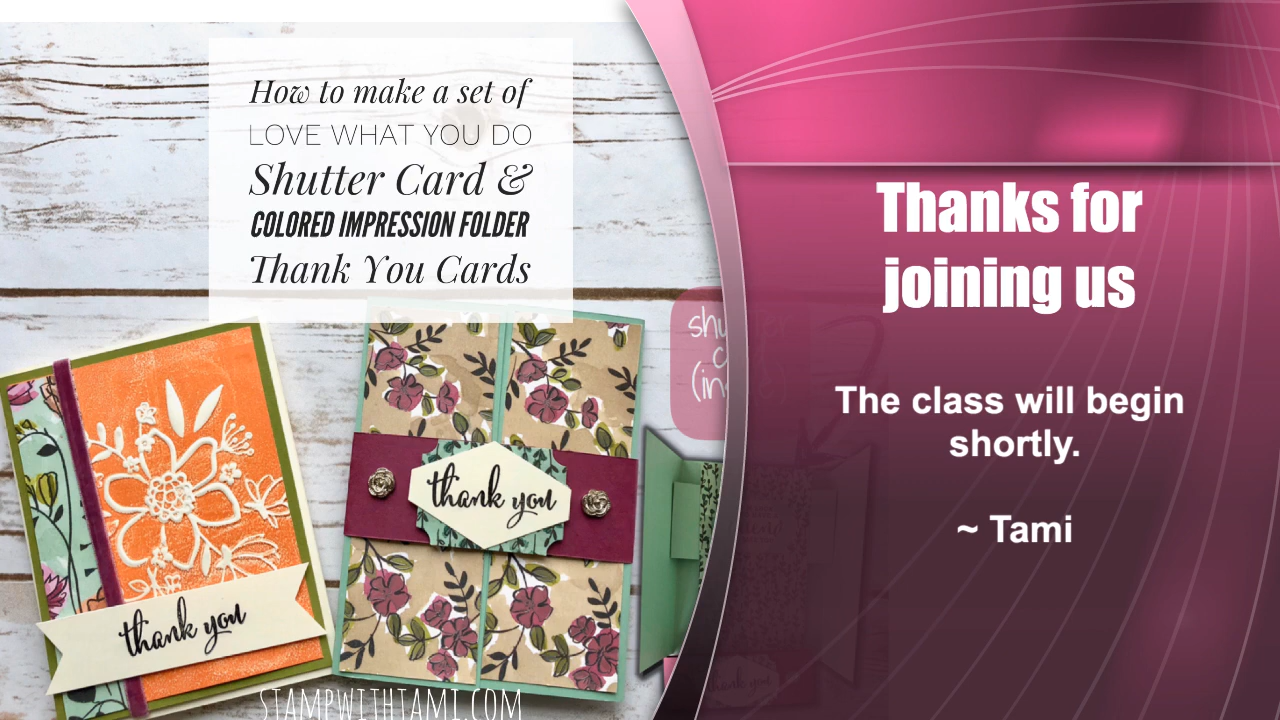 How to make a set of
LOVE WHAT YOU DO
Shutter Card &
COLORED IMPRESSION FOLDER
Thank You Cards
thank you
thank you
STAMPWITHTAMI.COM
Thanks for
joining us
The class will begin
shortly.
~ Tami